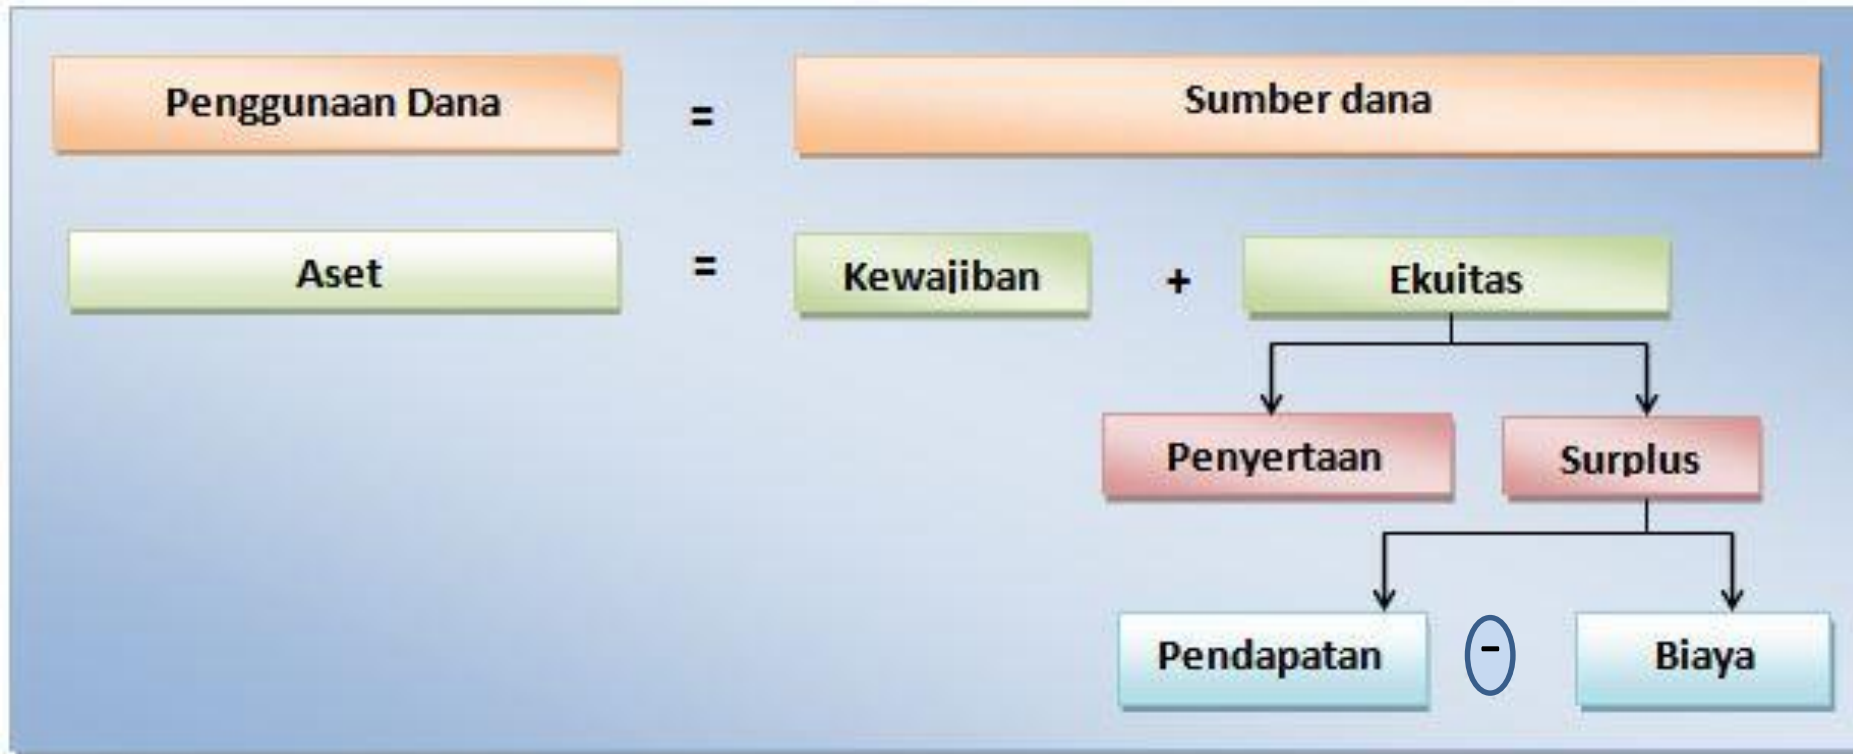 Penggunaan Dana = Sumber dana
Aset = Kewajiban + Ekuitas
Penyertaan Surplus
Pendapatan - Biaya